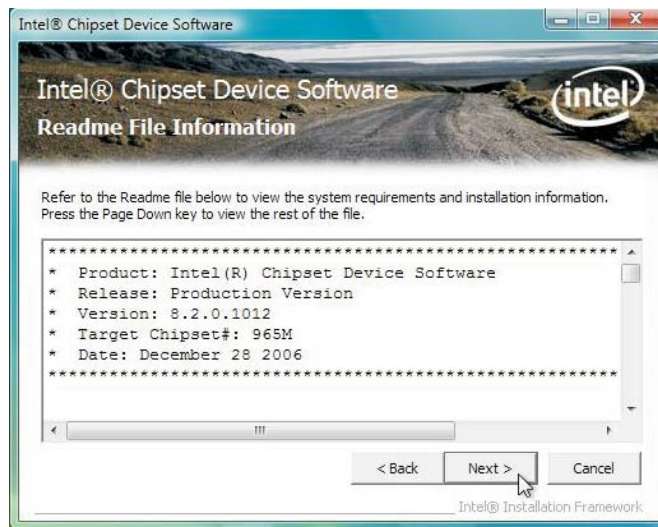 Intel® Chipset Device Software
Intel® Chipset Device Software
intel
Readme File Information
Refer to the Readme file below to view the system requirements and installation information.
Press the Page Down key to view the rest of the file.
************************************************************
* Product: Intel(R) Chipset Device Software
* Release: Production Version
* Version: 8.2.0.1012
* Target Chipset#: 965M
* Date: December 28 2006
************************************************************
< Back
Next >
Cancel
Intel® Installation Framework